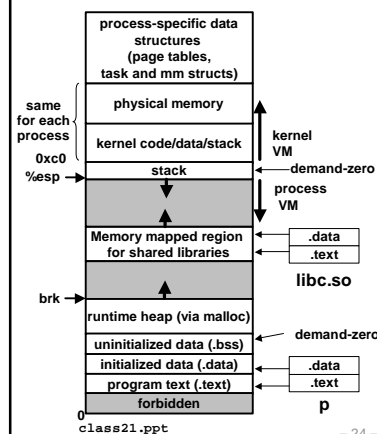 process-specific data
structures
(page tables,
task and mm structs)
same
for each
process
physical memory
kernel code/data/stack
kernel
VM
0xc0
%esp
stack
demand-zero
process
VM
Memory mapped region
for shared libraries
.data
.text
libc.so
brk
runtime heap (via malloc)
uninitialized data (.bss)
demand-zero
initialized data (.data)
program text (.text)
.data
.text
forbidden
p
0
class21.ppt
– 24 –